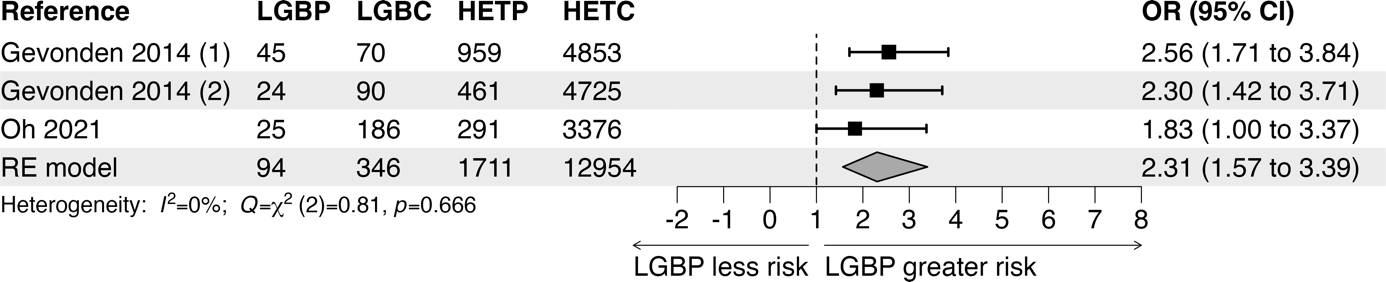 Reference LGBP LGBC HETP HETC OR (95% CI)
Gevonden 2014 (1) 45 70 959 4853 2.56 (1.71 to 3.84)
Gevonden 2014 (2) 24 90 461 4725 2.30 (1.42 to 3.71)
Oh 2021 25 186 291 3376 1.83 (1.00 to 3.37)
RE model 94 346 1711 12954 2.31 (1.57 to 3.39)
Heterogeneity: I²=0%; Q=χ² (2)=0.81, p=0.666
-2 -1 0 1 2 3 4 5 6 7 8
LGBP less risk LGBP greater risk